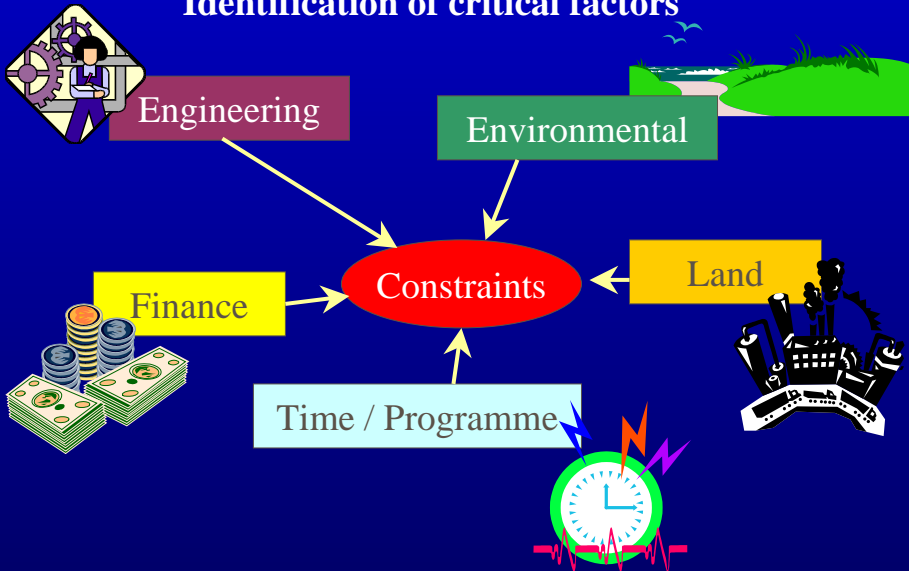 Identification of critical factors
Engineering
Environmental
Constraints
Land
Finance
Time / Programme